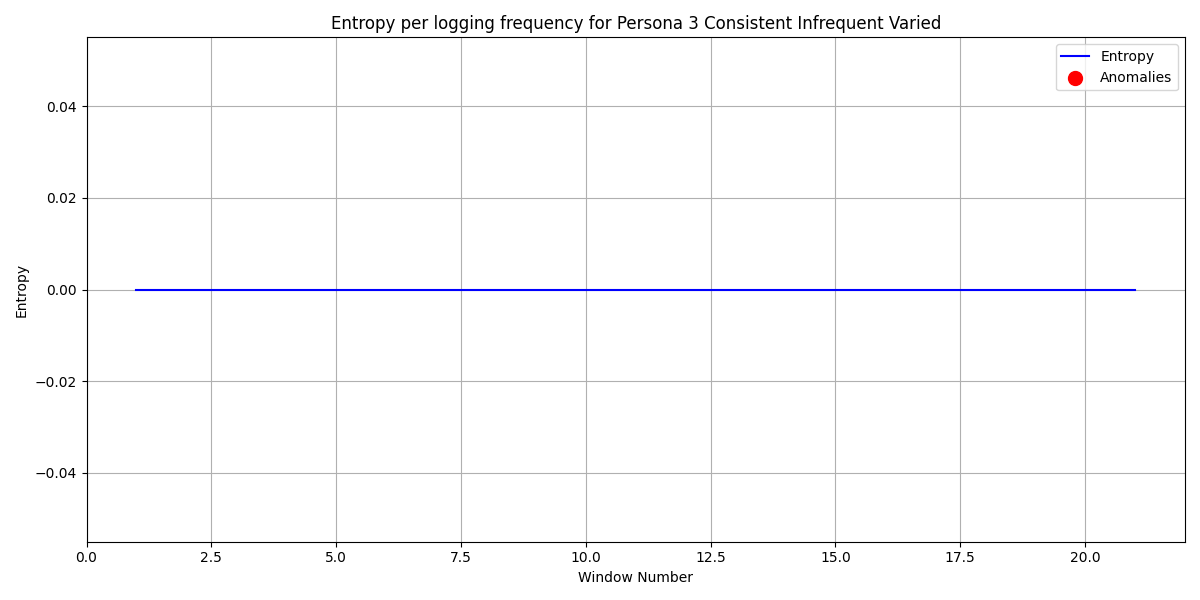 Entropy per logging frequency for Persona 3 Consistent Infrequent Varied
Entropy
Anomalies
0.04
0.02
0.00
−0.02
−0.04
Entropy
0.0 2.5 5.0 7.5 10.0 12.5 15.0 17.5 20.0
Window Number